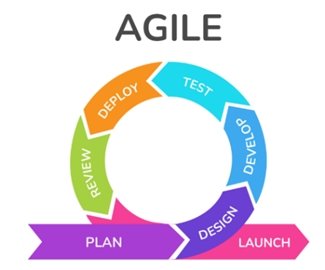 AGILE
PLAN
DESIGN
DEVELOP
TEST
DEPLOY
REVIEW
LAUNCH